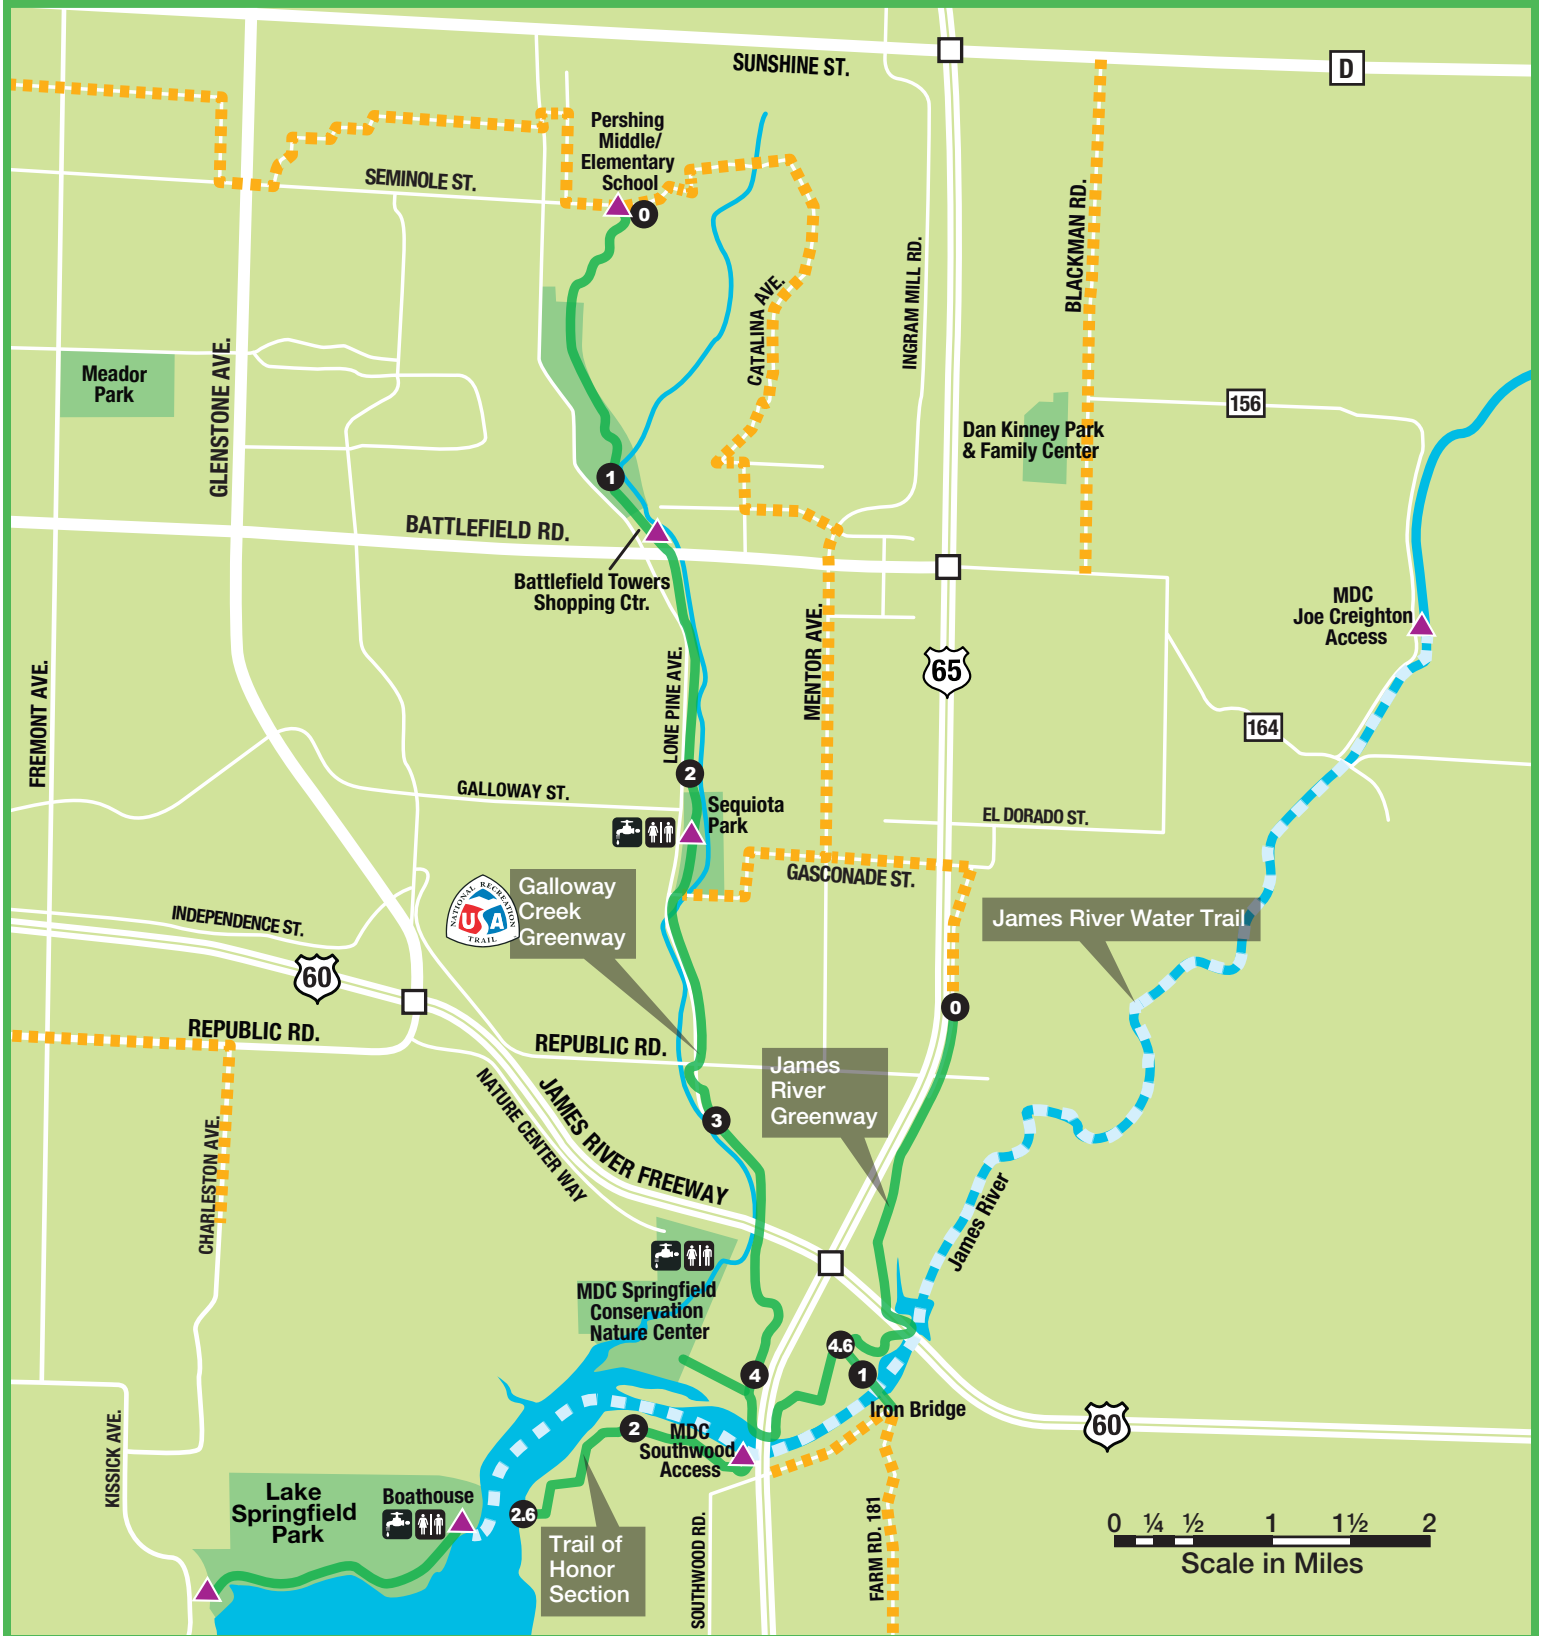 SUNSHINE ST.
D
Pershing
Middle/
Elementary
School
0
SEMINOLE ST.
BLACKMAN RD.
INGRAM MILL RD.
CATALINA AVE.
GLENSTONE AVE.
Meador
Park
156
Dan Kinney Park
& Family Center
1
BATTLEFIELD RD.
Battlefield Towers
Shopping Ctr.
MDC
Joe Creighton
Access
65
MENTOR AVE.
LONE PINE AVE.
FREMONT AVE.
164
2
GALLOWAY ST.
Sequiota
Park
EL DORADO ST.
GASCONADE ST.
NATIONAL RECREATION
USA
TRAIL
Galloway
Creek
Greenway
James River Water Trail
INDEPENDENCE ST.
60
0
REPUBLIC RD.
REPUBLIC RD.
James
River
Greenway
3
NATURE CENTER WAY
JAMES RIVER FREEWAY
CHARLESTON AVE.
James River
MDC Springfield
Conservation
Nature Center
4.6
4
1
Iron Bridge
60
2
MDC
Southwood
Access
KISSICK AVE.
Lake
Springfield
Park
Boathouse
2.6
Trail of
Honor
Section
SOUTHWOOD RD.
FARM RD. 181
0 ¼ ½ 1 1½ 2
Scale in Miles